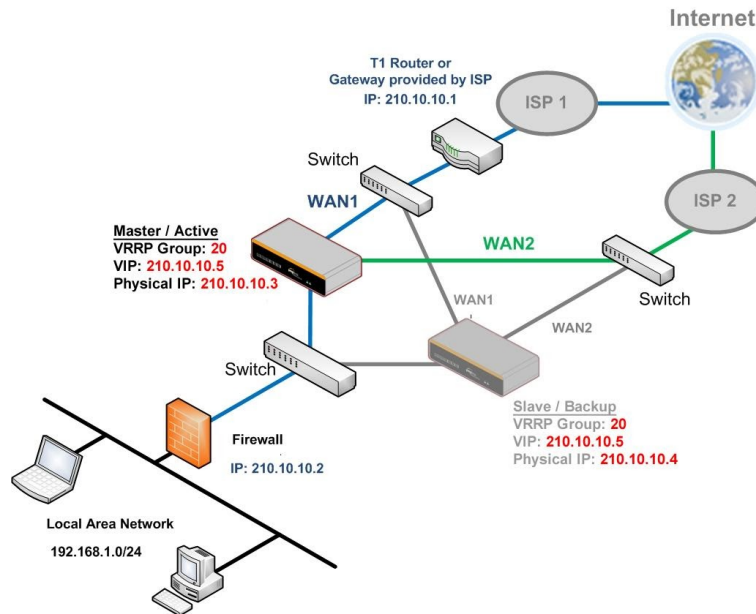 Internet
T1 Router or
Gateway provided by ISP
IP: 210.10.10.1
ISP 1
Switch
WAN1
ISP 2
Master / Active
VRRP Group: 20
VIP: 210.10.10.5
Physical IP: 210.10.10.3
WAN2
Switch
WAN1
WAN2
Switch
Slave / Backup
VRRP Group: 20
VIP: 210.10.10.5
Physical IP: 210.10.10.4
Firewall
IP: 210.10.10.2
Local Area Network
192.168.1.0/24